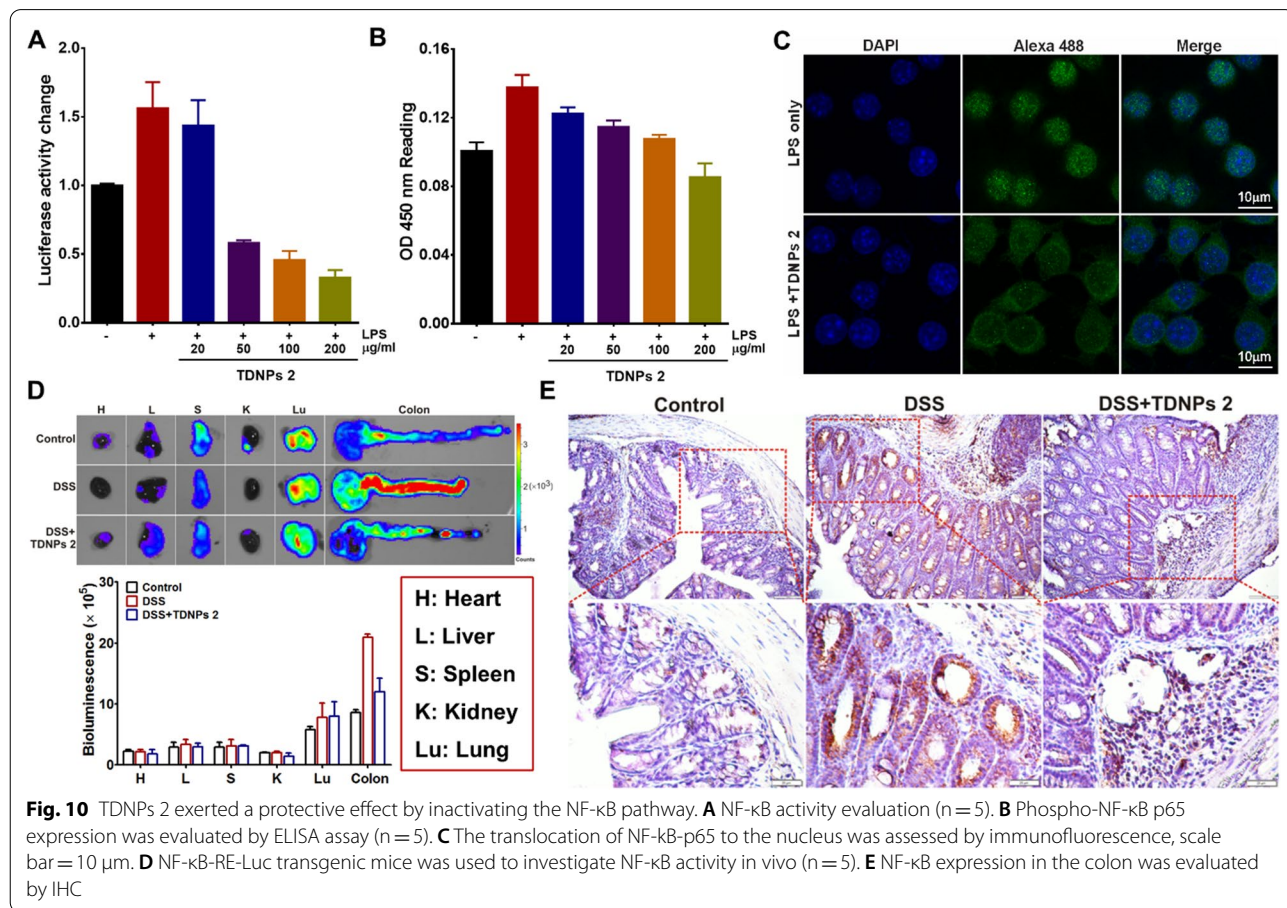 A
Luciferase activity change
2.0
1.5
1.0
0.5
0.0
- + + + + + LPS
20 50 100 200 μg/ml
TDNPs 2
B
OD 450 nm Reading
0.16
0.12
0.08
0.04
0.00
- + + + + + LPS
20 50 100 200 μg/ml
TDNPs 2
C
DAPI Alexa 488 Merge
LPS only
10μm
LPS +TDNPs 2
10μm
D
H L S K Lu Colon
Control
DSS
DSS+
TDNPs 2
3
2 (×10³)
1
Counts
Bioluminescence (× 10⁵)
30
20
10
0
Control
DSS
DSS+TDNPs 2
H L S K Lu Colon
H: Heart
L: Liver
S: Spleen
K: Kidney
Lu: Lung
E
Control DSS DSS+TDNPs 2
Fig. 10 TDNPs 2 exerted a protective effect by inactivating the NF-κB pathway. A NF-κB activity evaluation (n = 5). B Phospho-NF-κB p65
expression was evaluated by ELISA assay (n = 5). C The translocation of NF-kB-p65 to the nucleus was assessed by immunofluorescence, scale
bar = 10 μm. D NF-κB-RE-Luc transgenic mice was used to investigate NF-κB activity in vivo (n = 5). E NF-κB expression in the colon was evaluated
by IHC